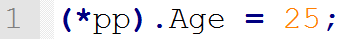 1 (*pp).Age = 25;